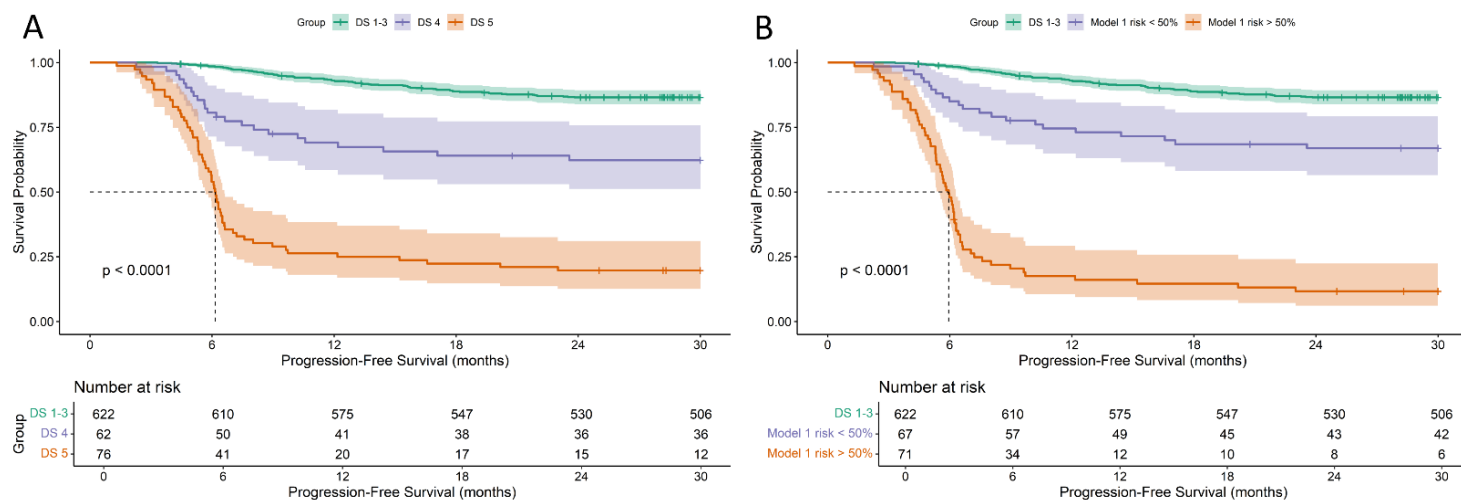 A
Group DS 1-3 DS 4 DS 5
1.00
0.75
0.50
0.25
0.00
Survival Probability
p < 0.0001
0 6 12 18 24 30
Progression-Free Survival (months)
Number at risk
Group
DS 1-3 622 610 575 547 530 506
DS 4 62 50 41 38 36 36
DS 5 76 41 20 17 15 12
0 6 12 18 24 30
Progression-Free Survival (months)
B
Group DS 1-3 Model 1 risk < 50% Model 1 risk > 50%
1.00
0.75
0.50
0.25
0.00
Survival Probability
p < 0.0001
0 6 12 18 24 30
Progression-Free Survival (months)
Number at risk
Group
DS 1-3 622 610 575 547 530 506
Model 1 risk < 50% 67 57 49 45 43 42
Model 1 risk > 50% 71 34 12 10 8 6
0 6 12 18 24 30
Progression-Free Survival (months)